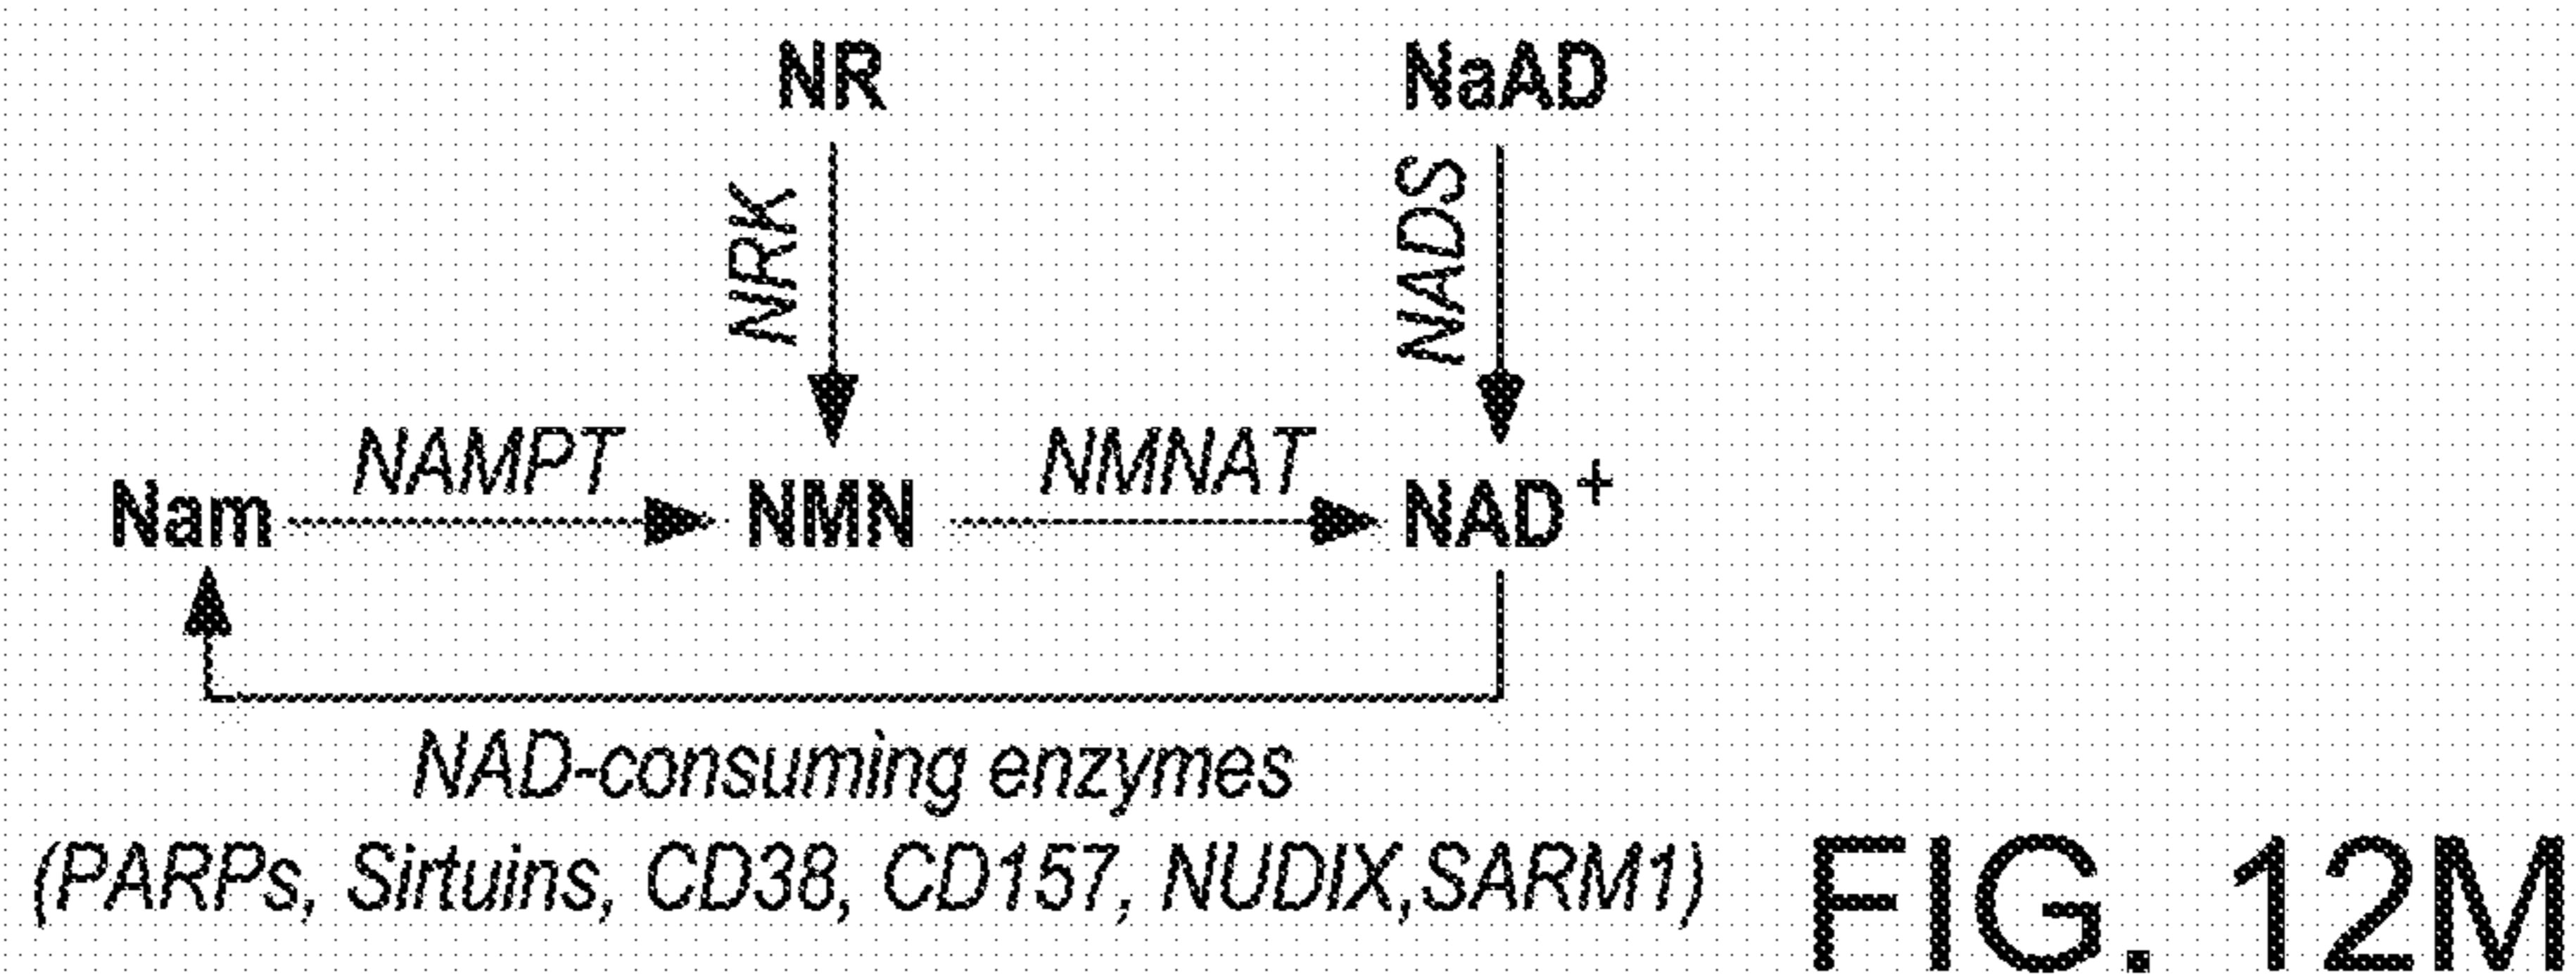 NR NaAD
NRK NADS
NAMPT NMNAT
Nam NMN NAD+
NAD-consuming enzymes
(PARPs, Sirtuins, CD38, CD157, NUDIX,SARM1)
FIG. 12M